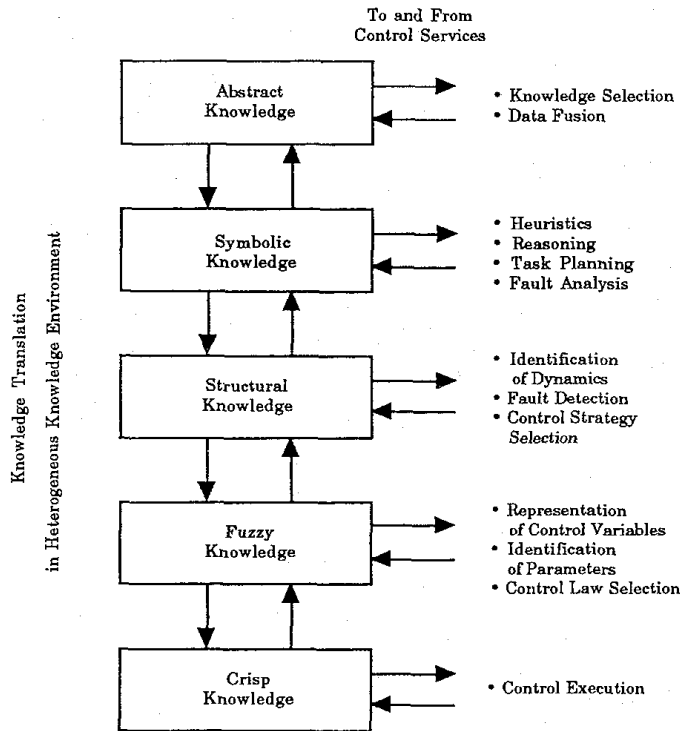 To and From
Control Services
Abstract
Knowledge
• Knowledge Selection
• Data Fusion
Symbolic
Knowledge
• Heuristics
• Reasoning
• Task Planning
• Fault Analysis
Structural
Knowledge
• Identification
of Dynamics
• Fault Detection
• Control Strategy
Selection
Fuzzy
Knowledge
• Representation
of Control Variables
• Identification
of Parameters
• Control Law Selection
Crisp
Knowledge
• Control Execution
Knowledge Translation
in Heterogeneous Knowledge Environment